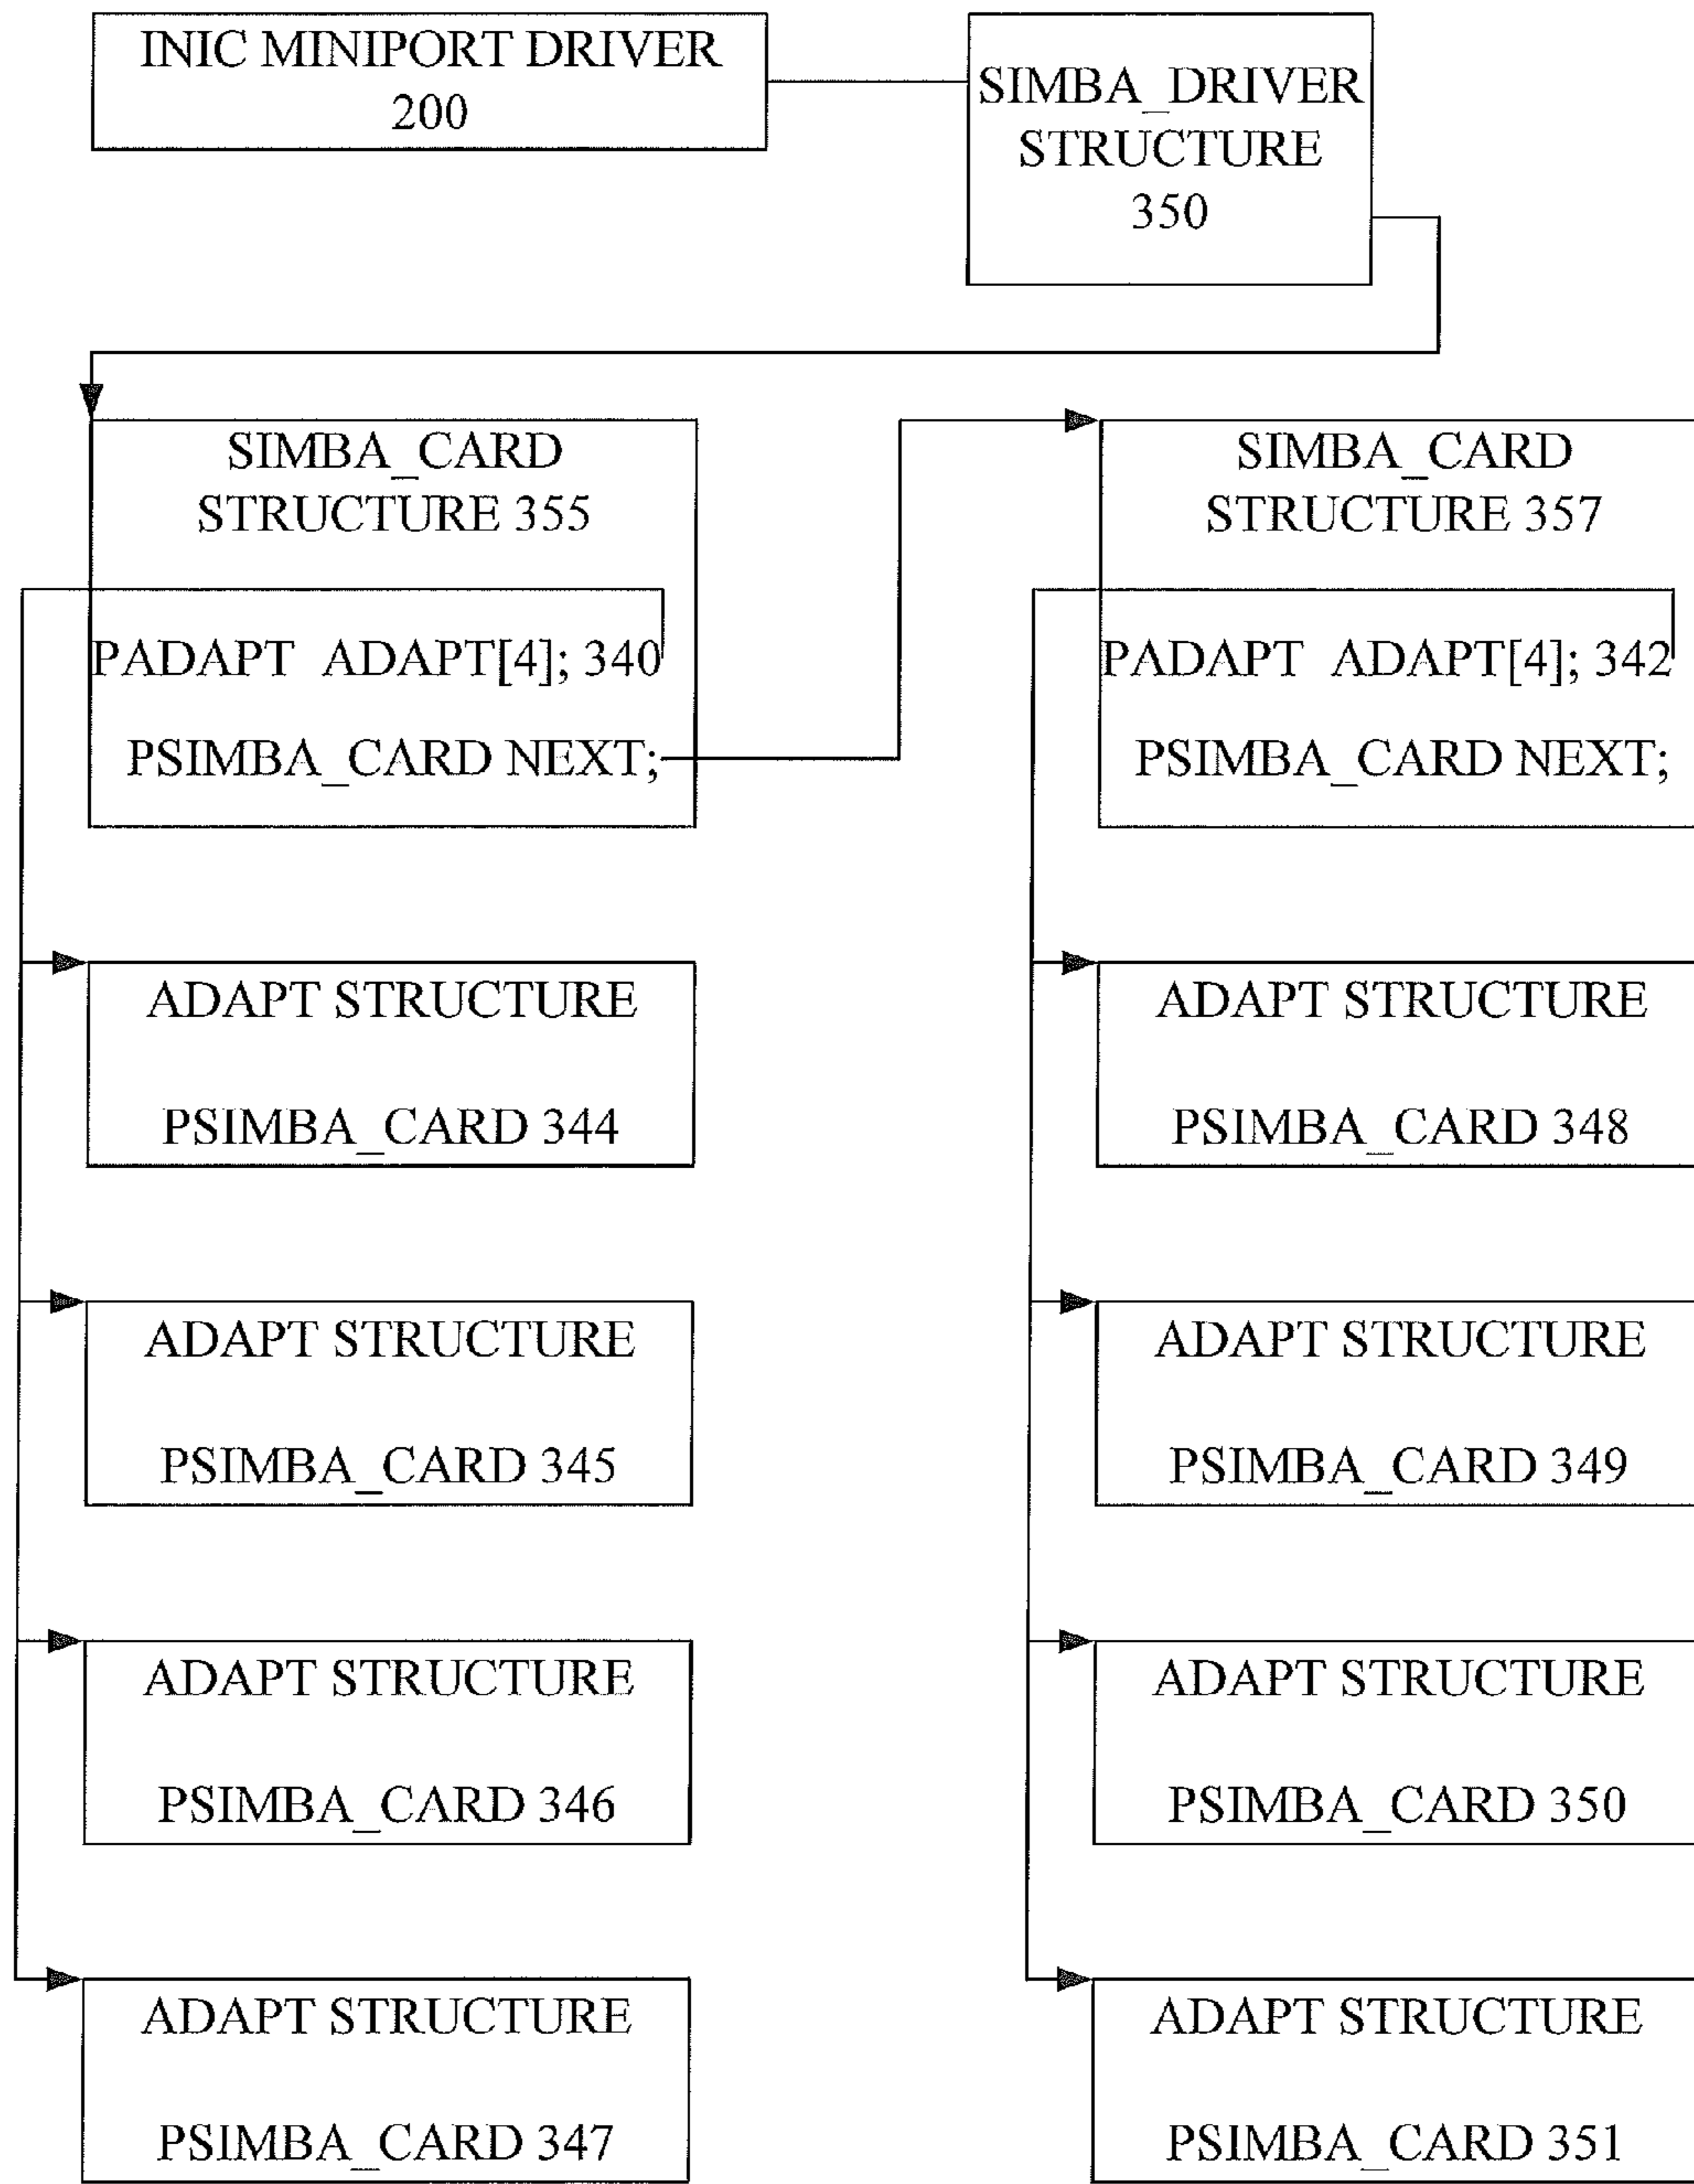 INIC MINIPORT DRIVER
200
SIMBA_DRIVER
STRUCTURE
350
SIMBA_CARD
STRUCTURE 355
PADAPT ADAPT[4]; 340
PSIMBA_CARD NEXT;
SIMBA_CARD
STRUCTURE 357
PADAPT ADAPT[4]; 342
PSIMBA_CARD NEXT;
ADAPT STRUCTURE
PSIMBA_CARD 344
ADAPT STRUCTURE
PSIMBA_CARD 348
ADAPT STRUCTURE
PSIMBA_CARD 345
ADAPT STRUCTURE
PSIMBA_CARD 349
ADAPT STRUCTURE
PSIMBA_CARD 346
ADAPT STRUCTURE
PSIMBA_CARD 350
ADAPT STRUCTURE
PSIMBA_CARD 347
ADAPT STRUCTURE
PSIMBA_CARD 351